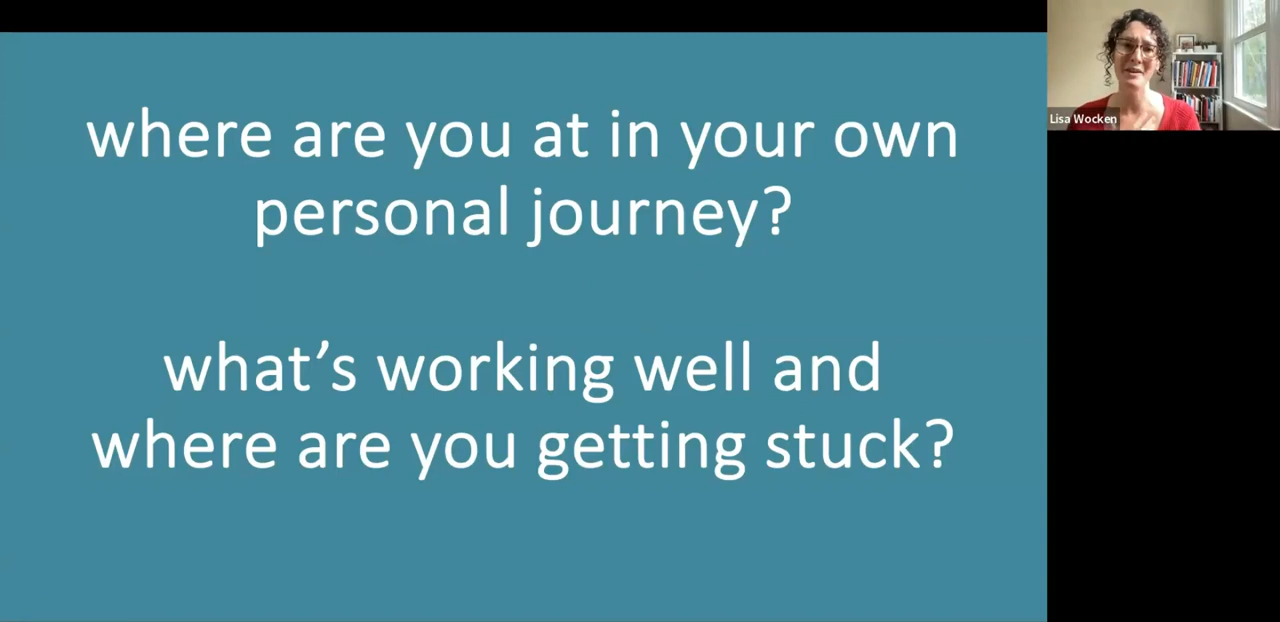 where are you at in your own
personal journey?
what's working well and
where are you getting stuck?
Lisa Wocken